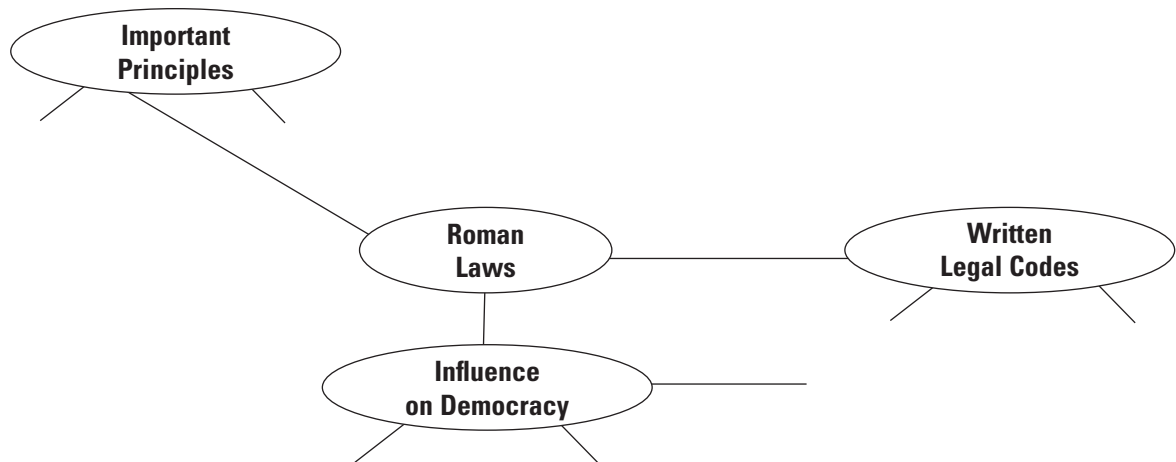 Important
Principles
Roman
Laws
Written
Legal Codes
Influence
on Democracy